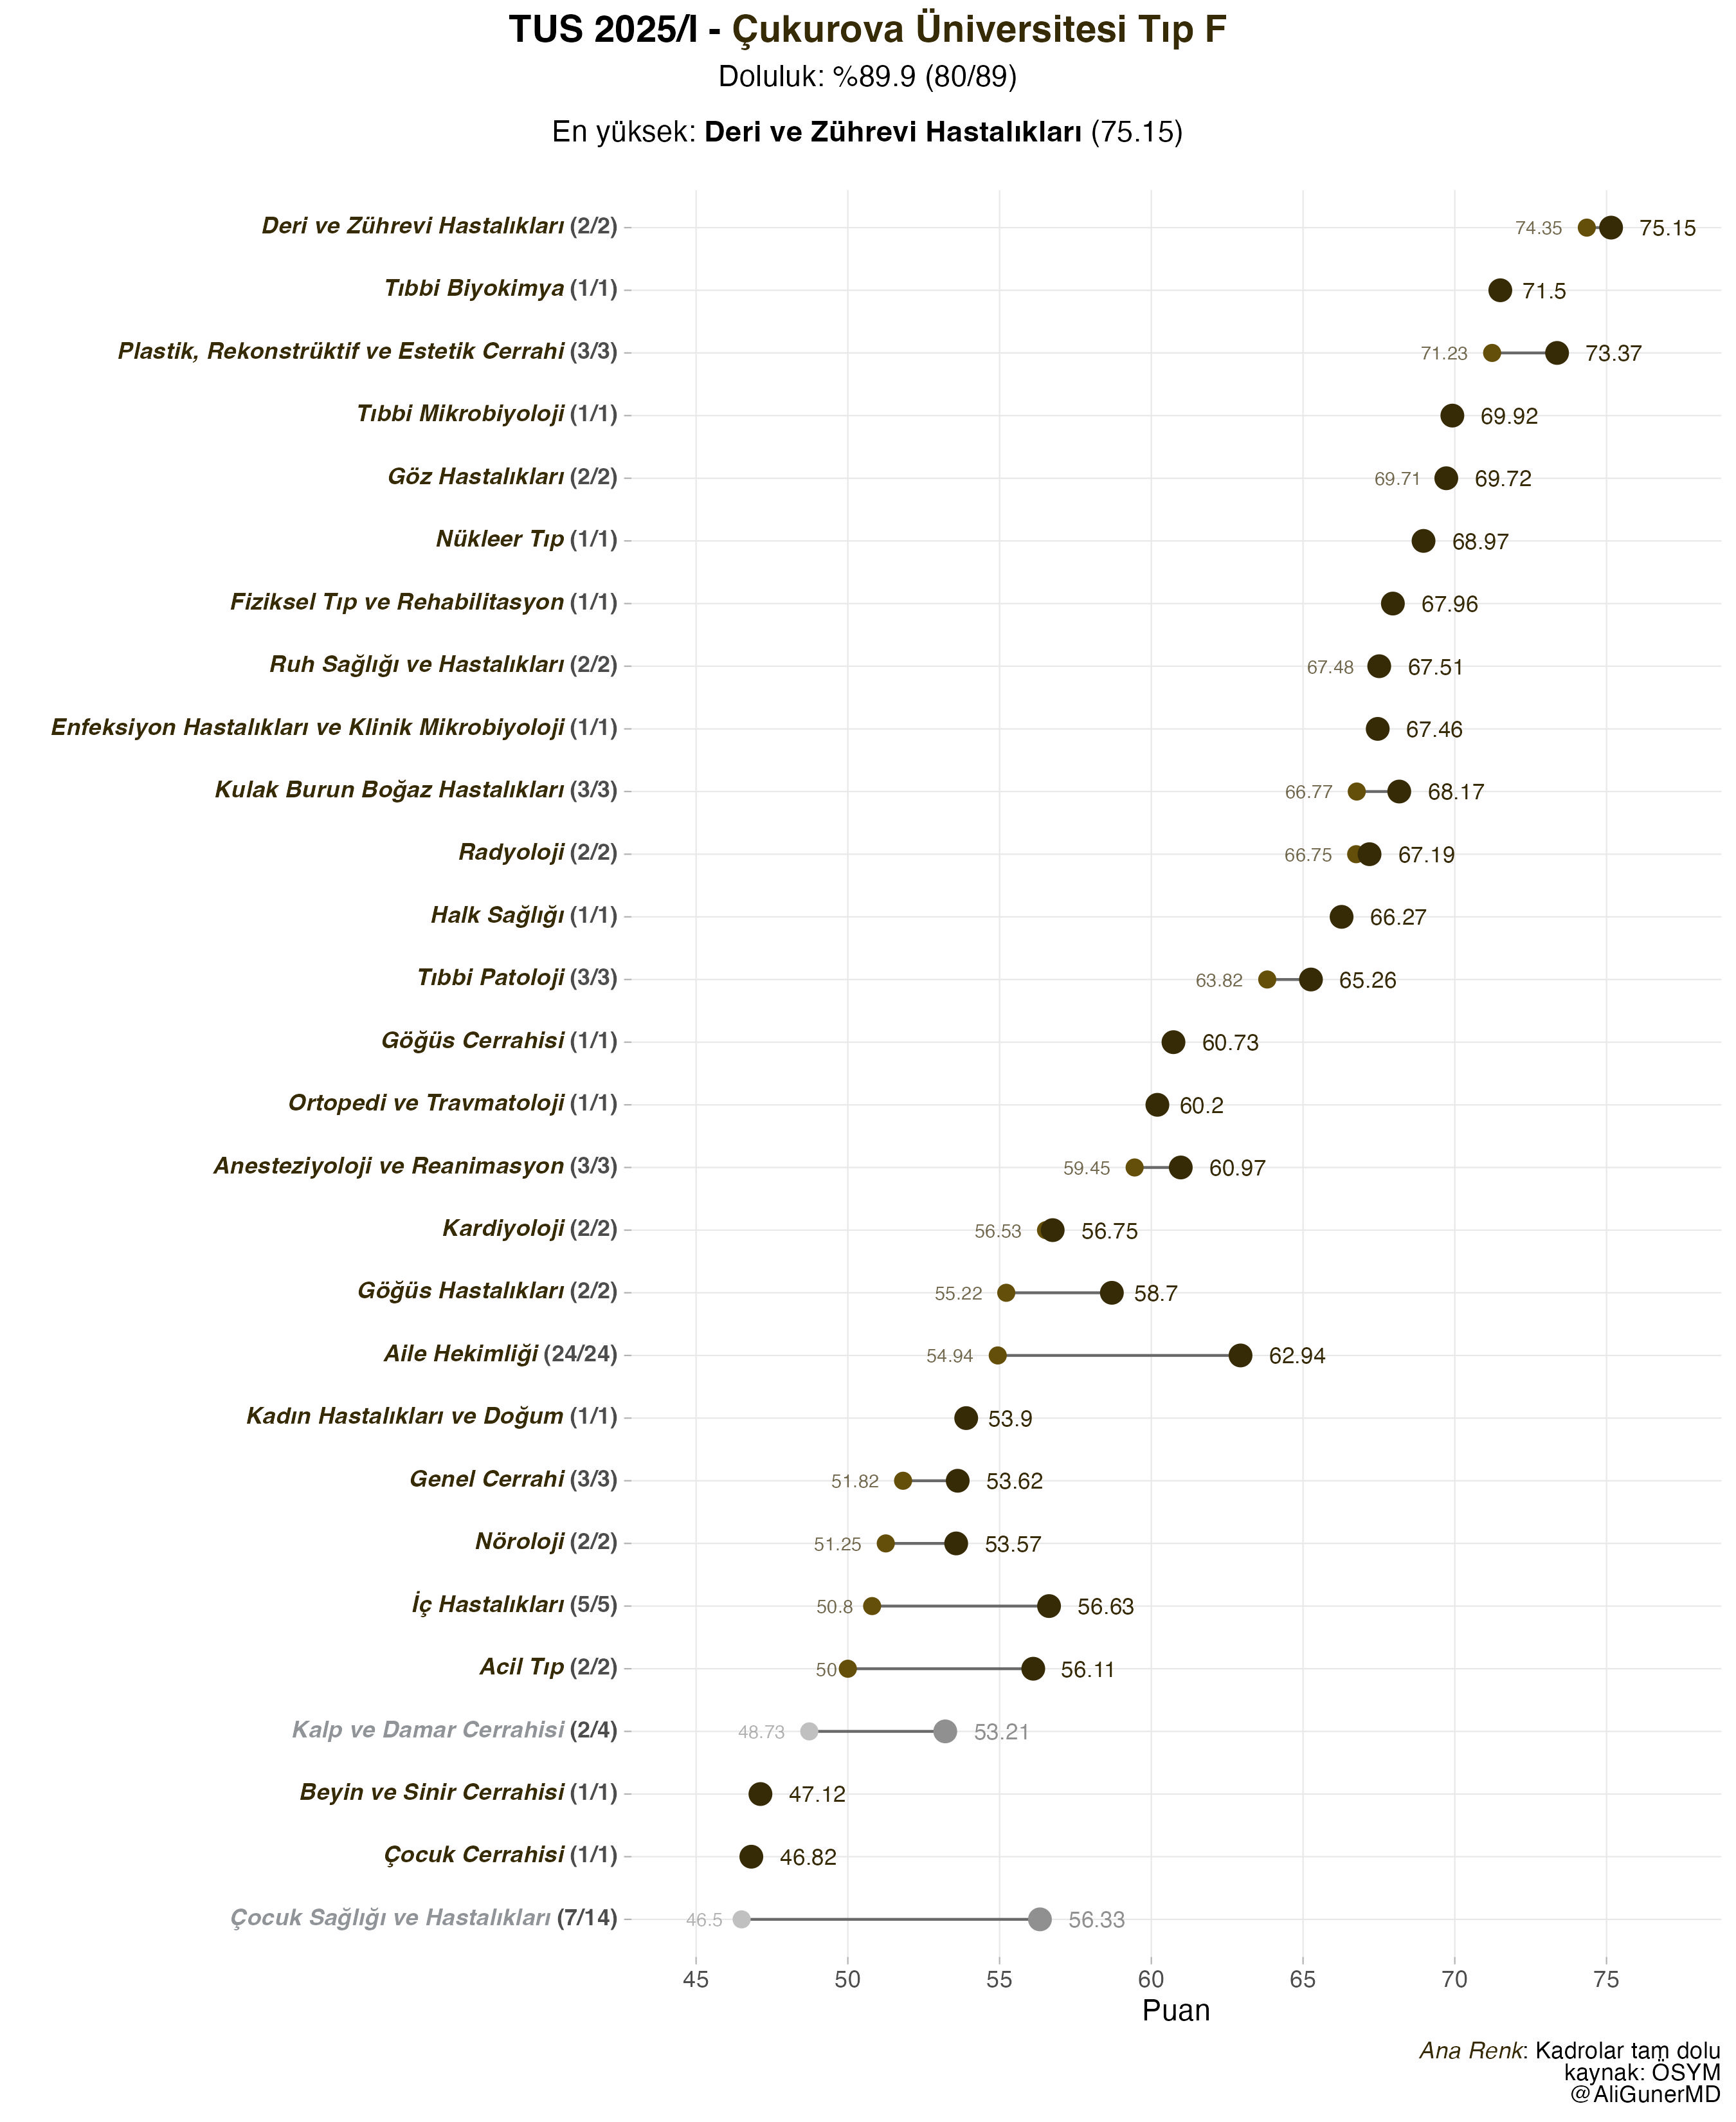 TUS 2025/I - Çukurova Üniversitesi Tıp F
Doluluk: %89.9 (80/89)
En yüksek: Deri ve Zührevi Hastalıkları (75.15)
Deri ve Zührevi Hastalıkları (2/2) 74.35 75.15
Tıbbi Biyokimya (1/1) 71.5
Plastik, Rekonstrüktif ve Estetik Cerrahi (3/3) 71.23 73.37
Tıbbi Mikrobiyoloji (1/1) 69.92
Göz Hastalıkları (2/2) 69.71 69.72
Nükleer Tıp (1/1) 68.97
Fiziksel Tıp ve Rehabilitasyon (1/1) 67.96
Ruh Sağlığı ve Hastalıkları (2/2) 67.48 67.51
Enfeksiyon Hastalıkları ve Klinik Mikrobiyoloji (1/1) 67.46
Kulak Burun Boğaz Hastalıkları (3/3) 66.77 68.17
Radyoloji (2/2) 66.75 67.19
Halk Sağlığı (1/1) 66.27
Tıbbi Patoloji (3/3) 63.82 65.26
Göğüs Cerrahisi (1/1) 60.73
Ortopedi ve Travmatoloji (1/1) 60.2
Anesteziyoloji ve Reanimasyon (3/3) 59.45 60.97
Kardiyoloji (2/2) 56.53 56.75
Göğüs Hastalıkları (2/2) 55.22 58.7
Aile Hekimliği (24/24) 54.94 62.94
Kadın Hastalıkları ve Doğum (1/1) 53.9
Genel Cerrahi (3/3) 51.82 53.62
Nöroloji (2/2) 51.25 53.57
İç Hastalıkları (5/5) 50.8 56.63
Acil Tıp (2/2) 50 56.11
Kalp ve Damar Cerrahisi (2/4) 48.73 53.21
Beyin ve Sinir Cerrahisi (1/1) 47.12
Çocuk Cerrahisi (1/1) 46.82
Çocuk Sağlığı ve Hastalıkları (7/14) 46.5 56.33
45 50 55 60 65 70 75
Puan
Ana Renk: Kadrolar tam dolu
kaynak: ÖSYM
@AliGunerMD